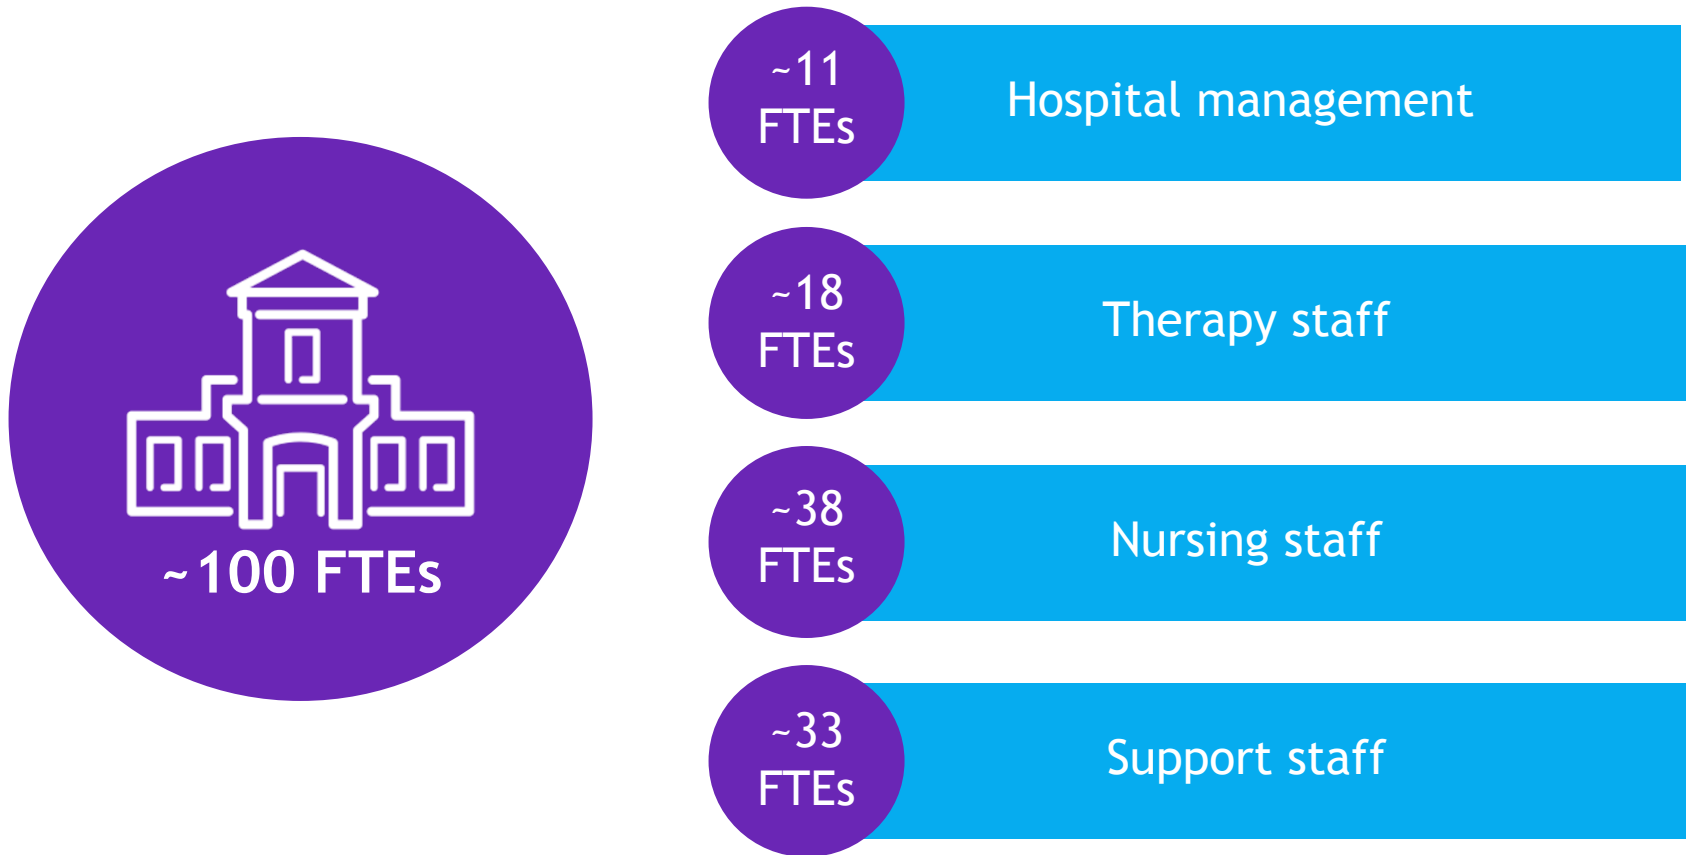 ~100 FTEs
~11
FTEs
Hospital management
~18
FTEs
Therapy staff
~38
FTEs
Nursing staff
~33
FTEs
Support staff